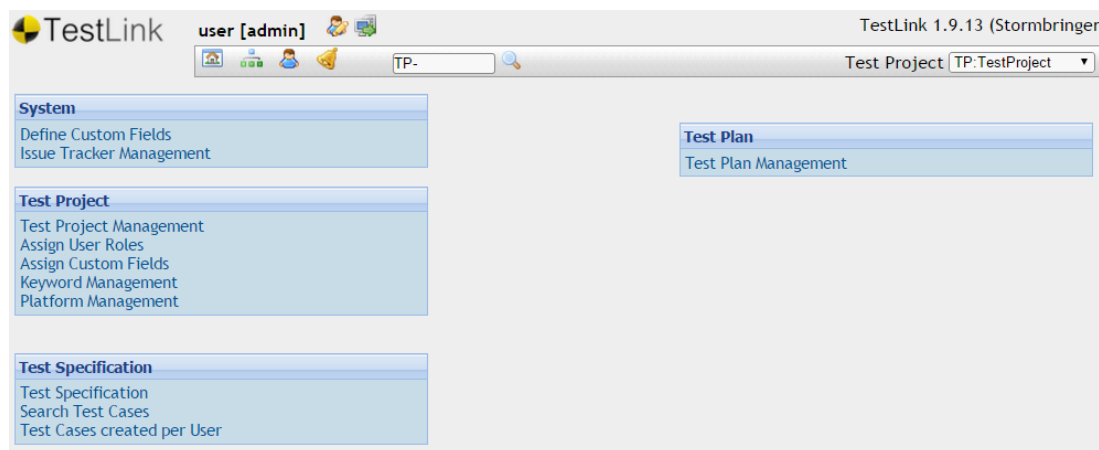 TestLink user [admin] TestLink 1.9.13 (Stormbringer
TP- Test Project TP:TestProject
System
Define Custom Fields
Issue Tracker Management
Test Project
Test Project Management
Assign User Roles
Assign Custom Fields
Keyword Management
Platform Management
Test Specification
Test Specification
Search Test Cases
Test Cases created per User
Test Plan
Test Plan Management